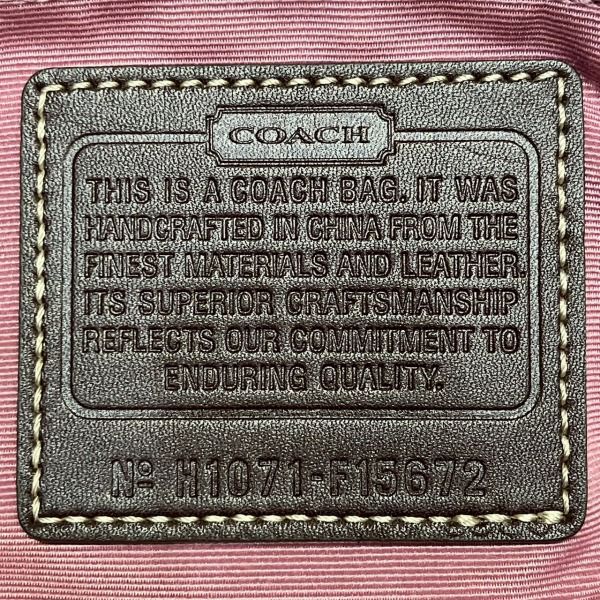 COACH
THIS IS A COACH BAG. IT WAS
HANDCRAFTED IN CHINA FROM THE
FINEST MATERIALS AND LEATHER.
ITS SUPERIOR CRAFTSMANSHIP
REFLECTS OUR COMMITMENT TO
ENDURING QUALITY.
Nº H1071-F15672